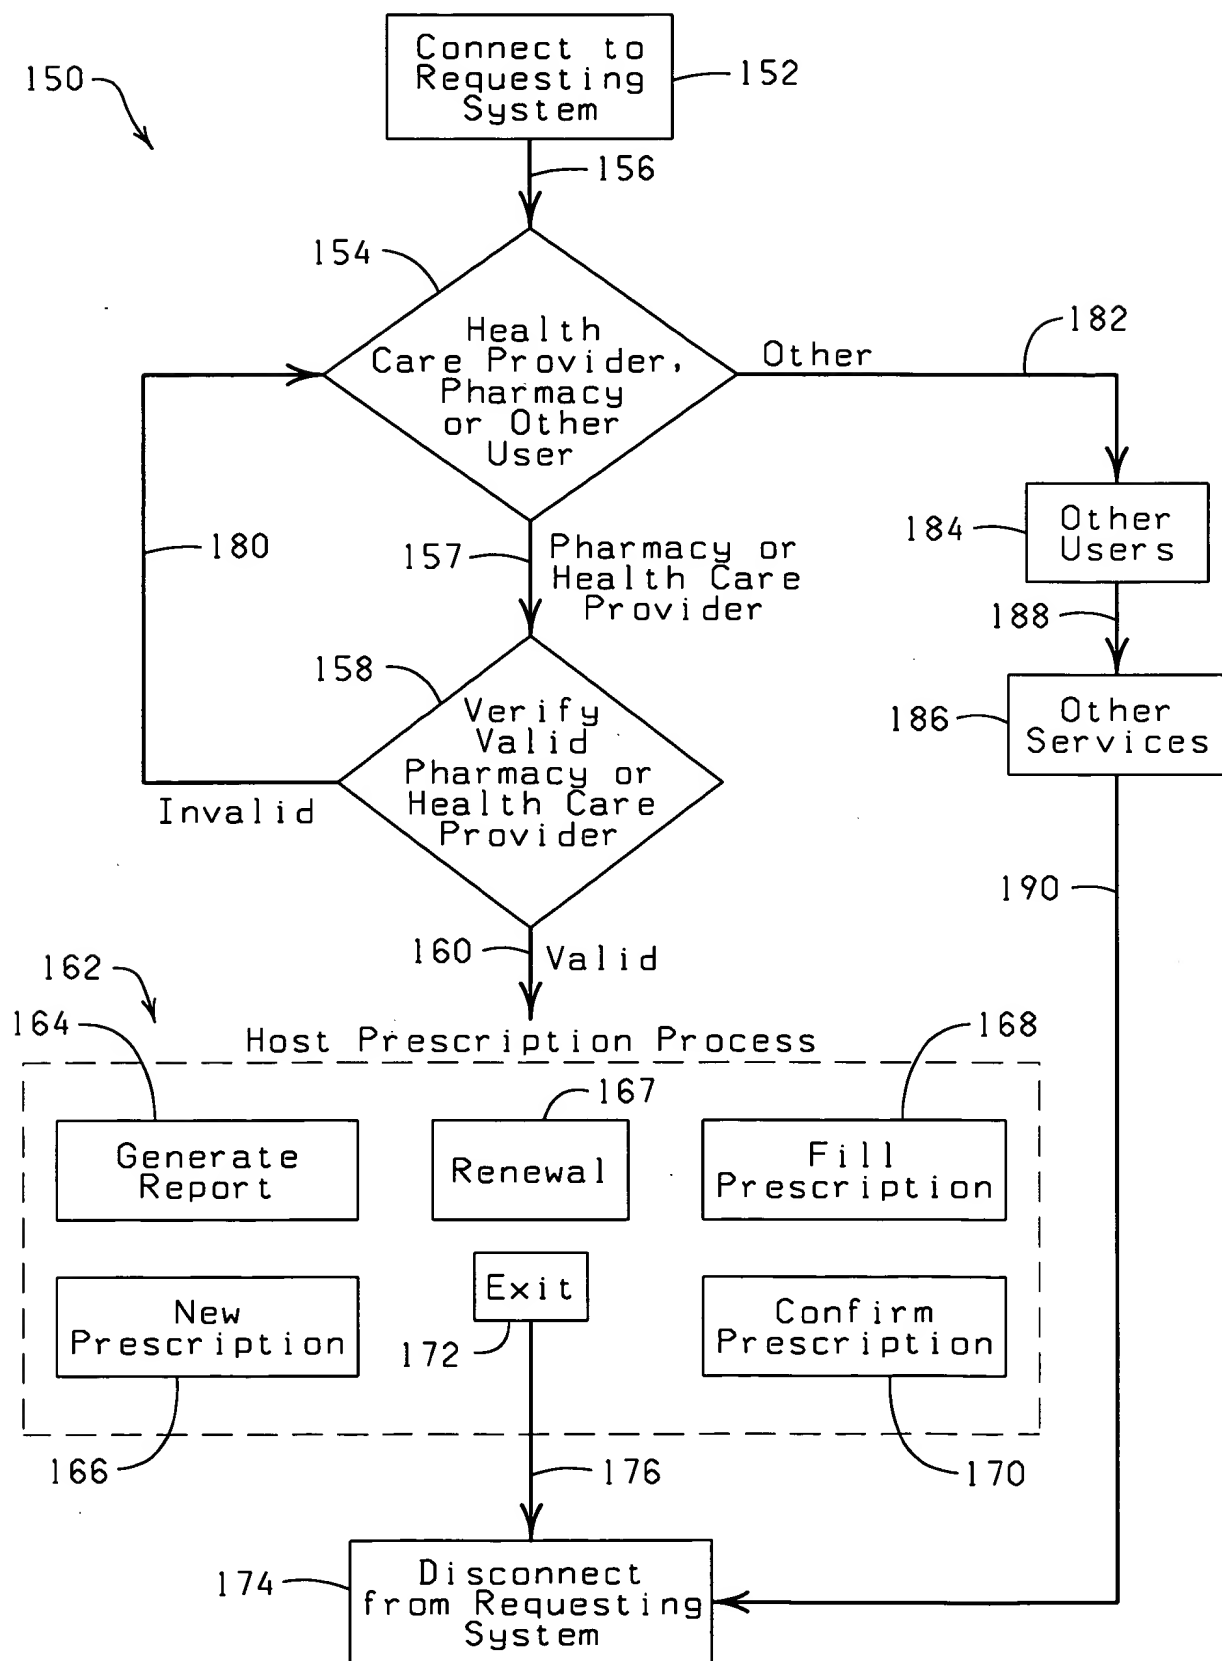 150
Connect to
Requesting
System
152
156
154
Health
Care Provider,
Pharmacy
or Other
User
Other
182
180
157
Pharmacy or
Health Care
Provider
184
Other
Users
188
158
Verify
Valid
Pharmacy or
Health Care
Provider
Invalid
186
Other
Services
190
160
Valid
162
164
Host Prescription Process
168
167
Generate
Report
Renewal
Fill
Prescription
New
Prescription
Exit
172
Confirm
Prescription
166
176
170
174
Disconnect
from Requesting
System